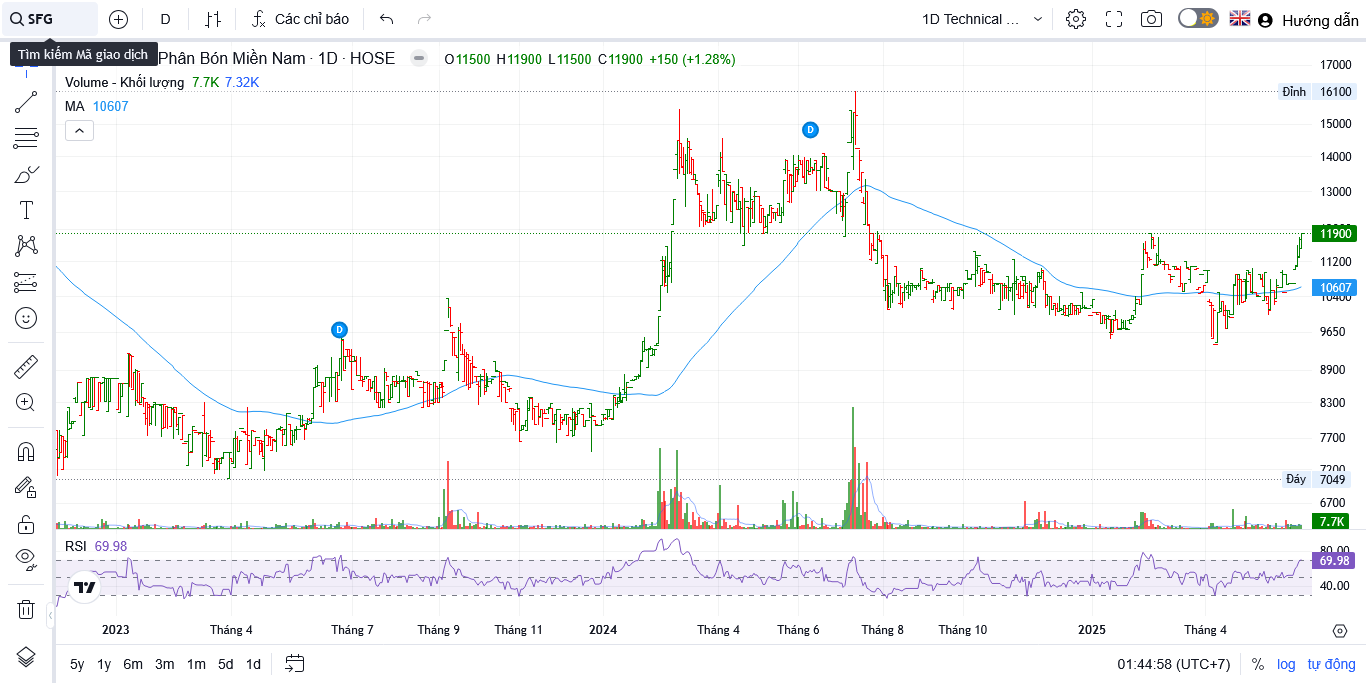 SFG
D
Các chỉ báo
1D Technical ...
Hướng dẫn
Tìm kiếm Mã giao dịch
Phân Bón Miền Nam · 1D · HOSE
O11500 H11900 L11500 C11900 +150 (+1.28%)
Volume - Khối lượng 7.7K 7.32K
MA 10607
D
D
17000
Đỉnh 16100
15000
14000
13000
11900
11200
10607
10400
9650
8900
8300
7700
7200
Đáy 7049
6700
7.7K
RSI 69.98
80.00
69.98
40.00
2023 Tháng 4 Tháng 7 Tháng 9 Tháng 11 2024 Tháng 4 Tháng 6 Tháng 8 Tháng 10 2025 Tháng 4
5y 1y 6m 3m 1m 5d 1d
01:44:58 (UTC+7) % log tự động